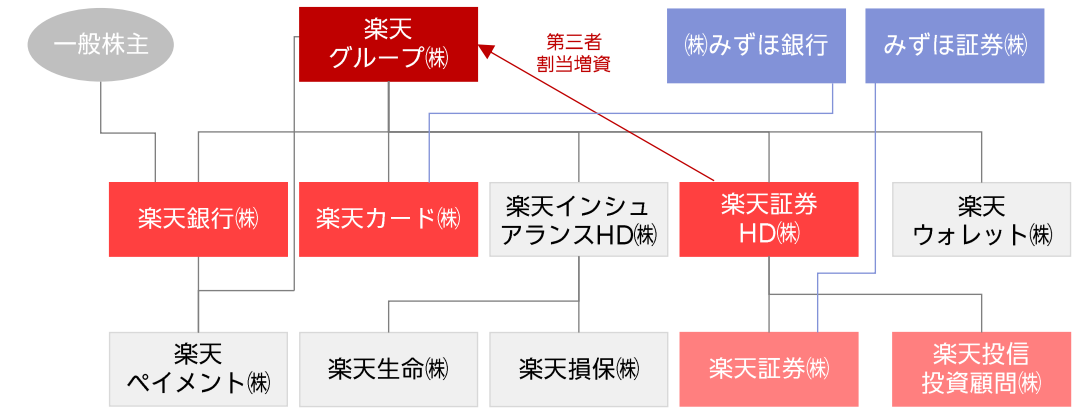 一般株主
楽天
グループ㈱
第三者
割当増資
㈱みずほ銀行
みずほ証券㈱
楽天銀行㈱
楽天カード㈱
楽天インシュ
アランスHD㈱
楽天証券
HD㈱
楽天
ウォレット㈱
楽天
ペイメント㈱
楽天生命㈱
楽天損保㈱
楽天証券㈱
楽天投信
投資顧問㈱